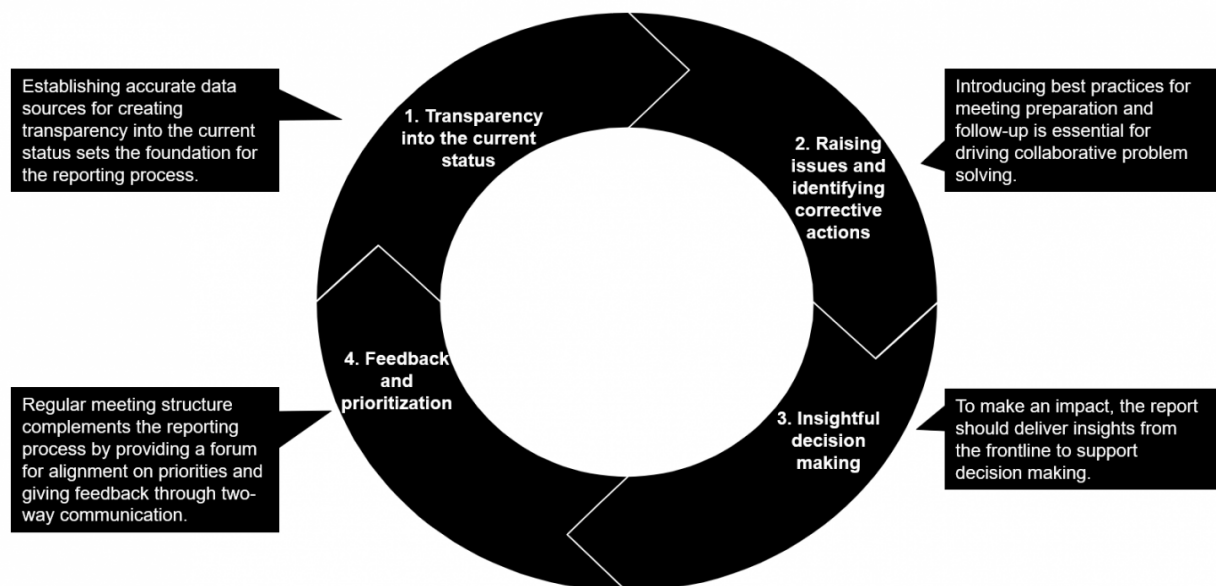 Establishing accurate data
sources for creating
transparency into the current
status sets the foundation for
the reporting process.
1. Transparency
into the current
status
2. Raising
issues and
identifying
corrective
actions
Introducing best practices for
meeting preparation and
follow-up is essential for
driving collaborative problem
solving.
Regular meeting structure
complements the reporting
process by providing a forum
for alignment on priorities and
giving feedback through two-
way communication.
4. Feedback
and
prioritization
3. Insightful
decision
making
To make an impact, the report
should deliver insights from
the frontline to support
decision making.